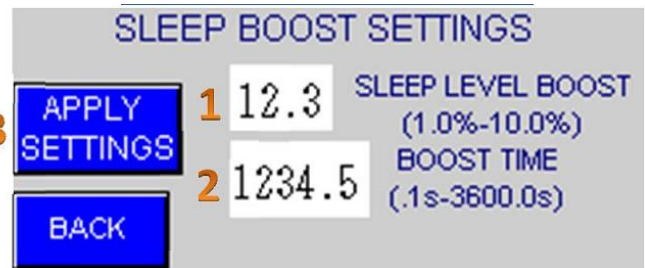 SLEEP BOOST SETTINGS
3
APPLY
SETTINGS
BACK
1
12.3
SLEEP LEVEL BOOST
(1.0%-10.0%)
2
1234.5
BOOST TIME
(.1s-3600.0s)